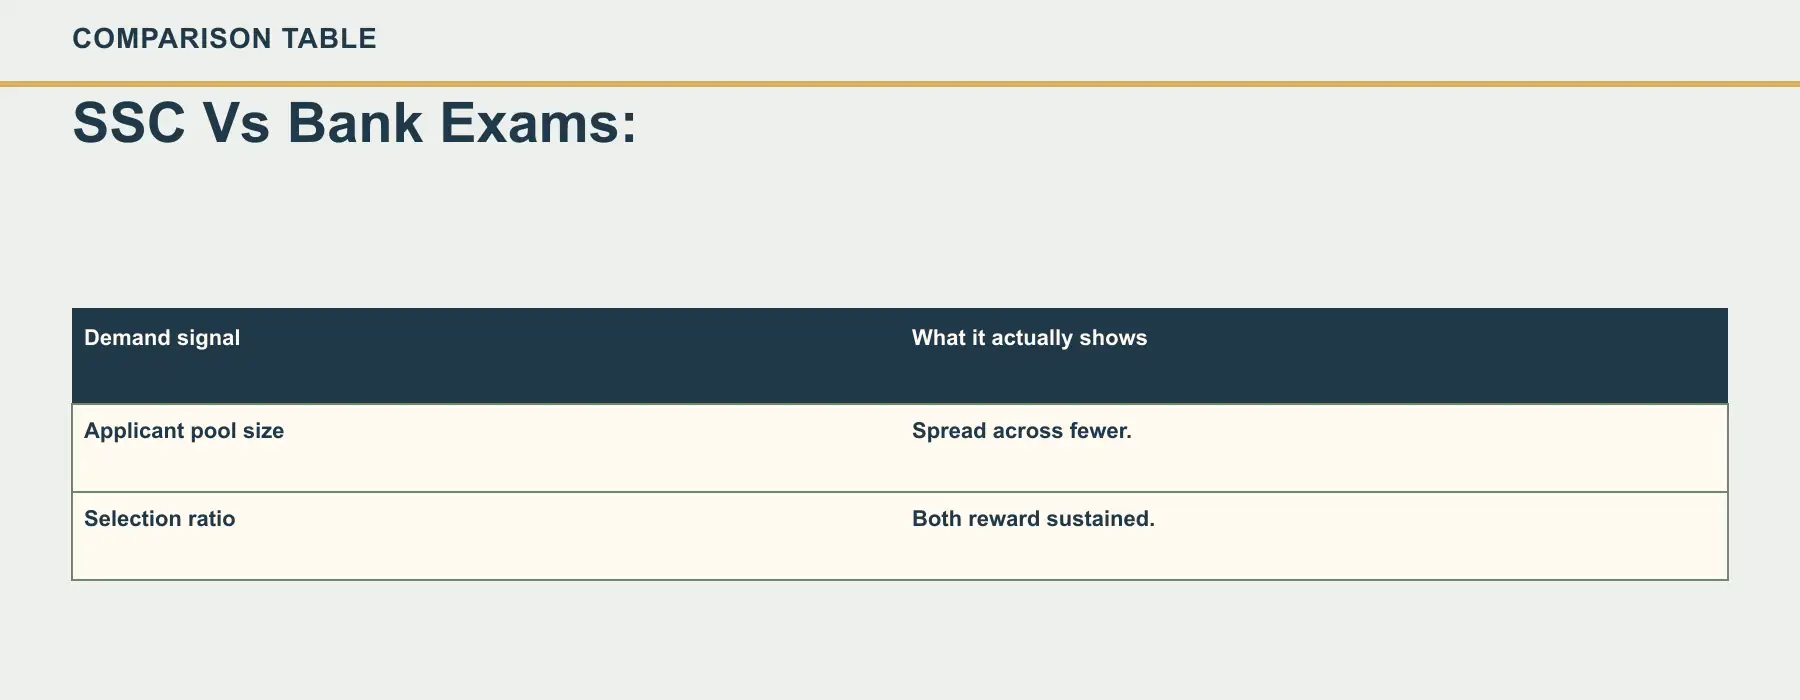 COMPARISON TABLE
SSC Vs Bank Exams:
Demand signal What it actually shows
Applicant pool size Spread across fewer.
Selection ratio Both reward sustained.